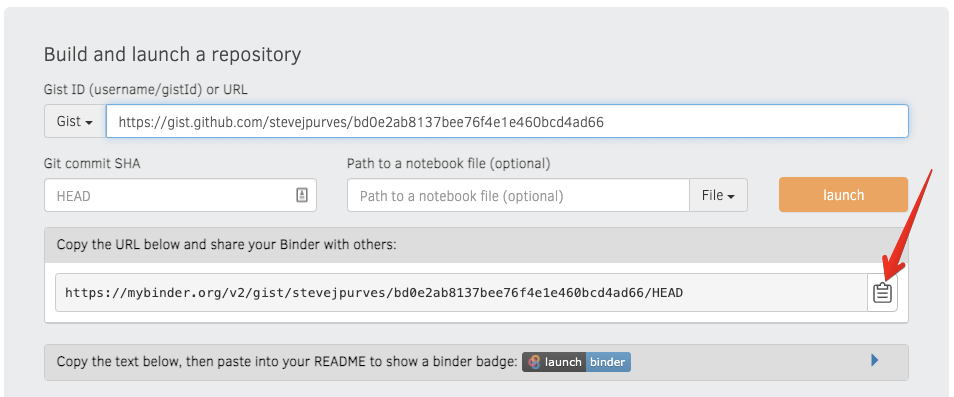 Build and launch a repository
Gist ID (username/gistId) or URL
Gist https://gist.github.com/stevejpurves/bd0e2ab8137bee76f4e1e460bcd4ad66
Git commit SHA Path to a notebook file (optional)
HEAD Path to a notebook file (optional) File launch
Copy the URL below and share your Binder with others:
https://mybinder.org/v2/gist/stevejpurves/bd0e2ab8137bee76f4e1e460bcd4ad66/HEAD
Copy the text below, then paste into your README to show a binder badge: launch binder